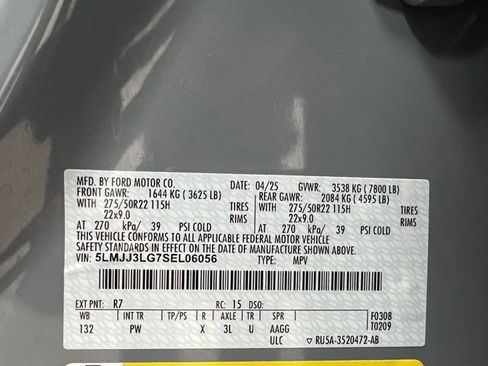 MFD. BY FORD MOTOR CO. DATE: 04/25 GVWR: 3538 KG ( 7800 LB)
FRONT GAWR: 1644 KG ( 3625 LB) REAR GAWR: 2084 KG ( 4595 LB)
WITH 275/50R22 115H TIRES WITH 275/50R22 115H TIRES
22x9.0 RIMS 22x9.0 RIMS
AT 270 kPa/ 39 PSI COLD AT 270 kPa/ 39 PSI COLD
THIS VEHICLE CONFORMS TO ALL APPLICABLE FEDERAL MOTOR VEHICLE
SAFETY STANDARDS IN EFFECT ON THE DATE OF MANUFACTURE SHOWN ABOVE.
VIN: 5LMJJ3LG7SEL06056 TYPE: MPV
EXT PNT: R7 RC: 15 DSO:
WB INT TR TP/PS R AXLE TR F0308
132 PW X 3L U AAGG T0209
ULC RU5A-3520472-AB